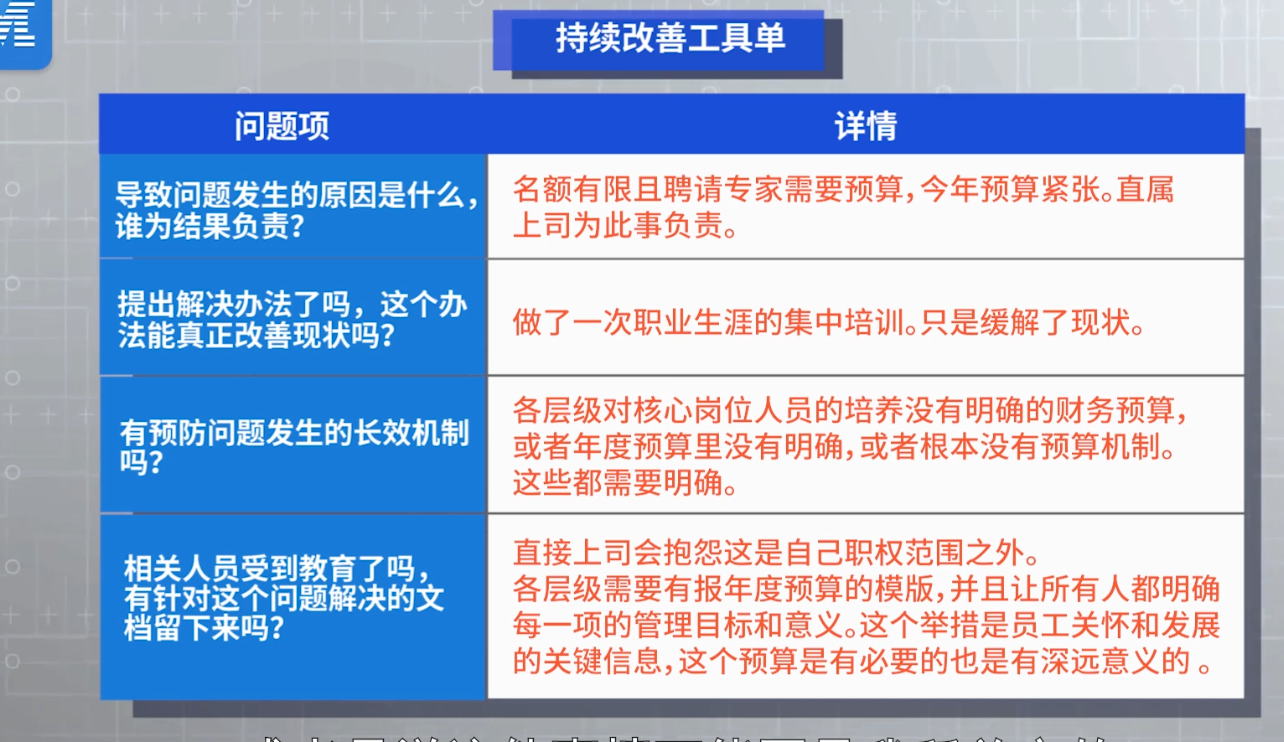 持续改善工具单
问题项
详情
导致问题发生的原因是什么，
谁为结果负责？
名额有限且聘请专家需要预算，今年预算紧张。直属
上司为此事负责。
提出解决办法了吗，这个办
法能真正改善现状吗？
做了一次职业生涯的集中培训。只是缓解了现状。
有预防问题发生的长效机制
吗？
各层级对核心岗位人员的培养没有明确的财务预算，
或者年度预算里没有明确，或者根本没有预算机制。
这些都需要明确。
相关人员受到教育了吗，
有针对这个问题解决的文
档留下来吗？
直接上司会抱怨这是自己职权范围之外。
各层级需要有报年度预算的模版，并且让所有人都明确
每一项的管理目标和意义。这个举措是员工关怀和发展
的关键信息，这个预算是有必要的也是有深远意义的 。